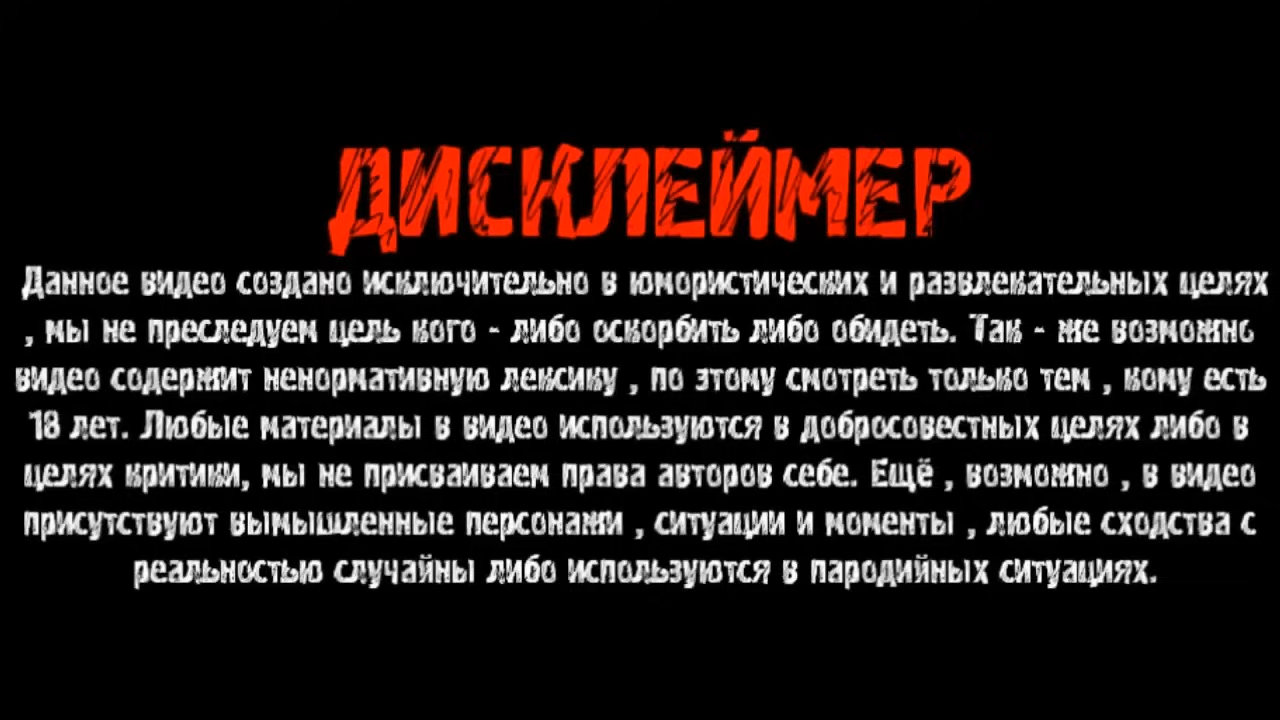 ДИСКЛЕЙМЕР
Данное видео создано исключительно в юмористических и развлекательных целях
, мы не преследуем цель кого - либо оскорбить либо обидеть. Так - же возможно
видео содержит ненормативную лексику , по этому смотреть только тем , кому есть
18 лет. Любые материалы в видео используются в добросовестных целях либо в
целях критики, мы не присваиваем права авторов себе. Ещё , возможно , в видео
присутствуют вымышленные персонажи , ситуации и моменты , любые сходства с
реальностью случайны либо используются в пародийных ситуациях.